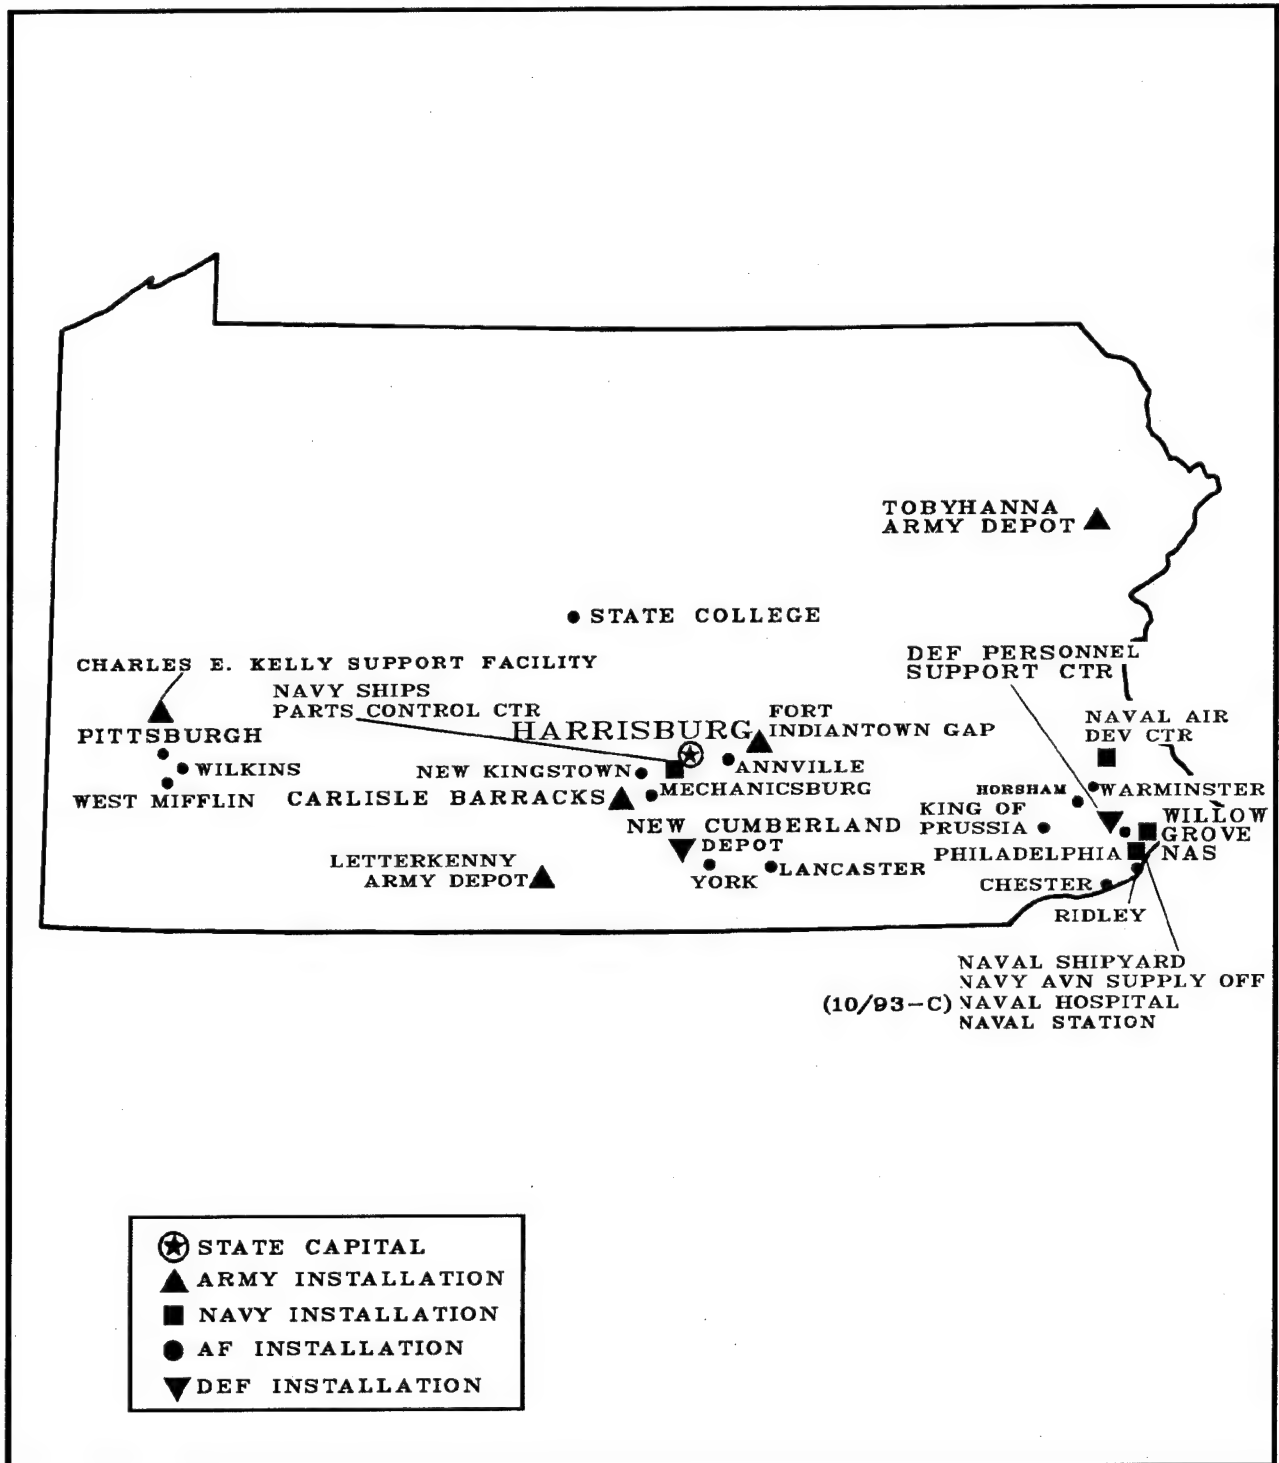 TOBYHANNA
ARMY DEPOT
STATE COLLEGE
CHARLES E. KELLY SUPPORT FACILITY
DEF PERSONNEL
SUPPORT CTR
NAVY SHIPS
PARTS CONTROL CTR
HARRISBURG
FORT
INDIANTOWN GAP
NAVAL AIR
DEV CTR
PITTSBURGH
WILKINS
WEST MIFFLIN
NEW KINGSTOWN
ANNVILLE
MECHANICSBURG
CARLISLE BARRACKS
HORSHAM
WARMINSTER
KING OF
PRUSSIA
WILLOW
GROVE
NAS
NEW CUMBERLAND
DEPOT
PHILADELPHIA
LETTERKENNY
ARMY DEPOT
YORK
LANCASTER
CHESTER
RIDLEY
NAVAL SHIPYARD
NAVY AVN SUPPLY OFF
(10/93-C) NAVAL HOSPITAL
NAVAL STATION
STATE CAPITAL
ARMY INSTALLATION
NAVY INSTALLATION
AF INSTALLATION
DEF INSTALLATION